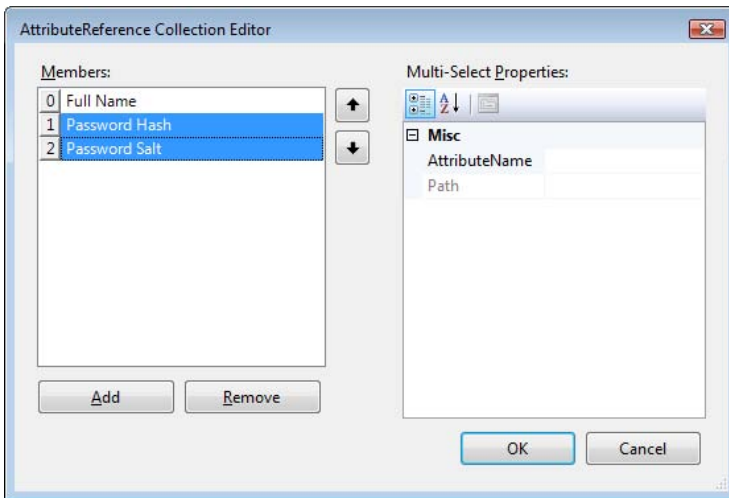 AttributeReference Collection Editor
Members:
0 Full Name
1 Password Hash
2 Password Salt
Add
Remove
Multi-Select Properties:
Misc
AttributeName
Path
OK
Cancel